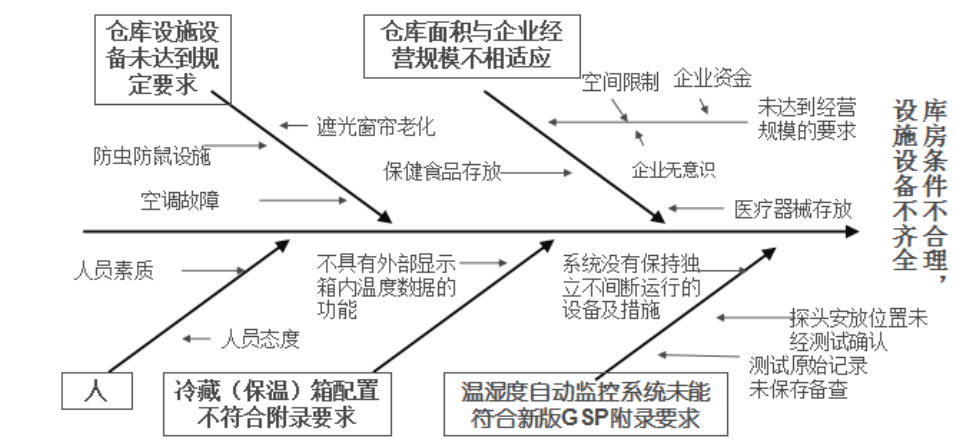 仓库设施设
备未达到规
定要求
仓库面积与企业经
营规模不相适应
空间限制
企业资金
未达到经营
规模的要求
遮光窗帘老化
防虫防鼠设施
空调故障
保健食品存放
企业无意识
医疗器械存放
库房条件不合理，
设施设备不齐全
人员素质
人员态度
人
不具有外部显示
箱内温度数据的
功能
冷藏（保温）箱配置
不符合附录要求
系统没有保持独
立不间断运行的
设备及措施
探头安放位置未
经测试确认
测试原始记录
未保存备查
温湿度自动监控系统未能
符合新版GSP附录要求